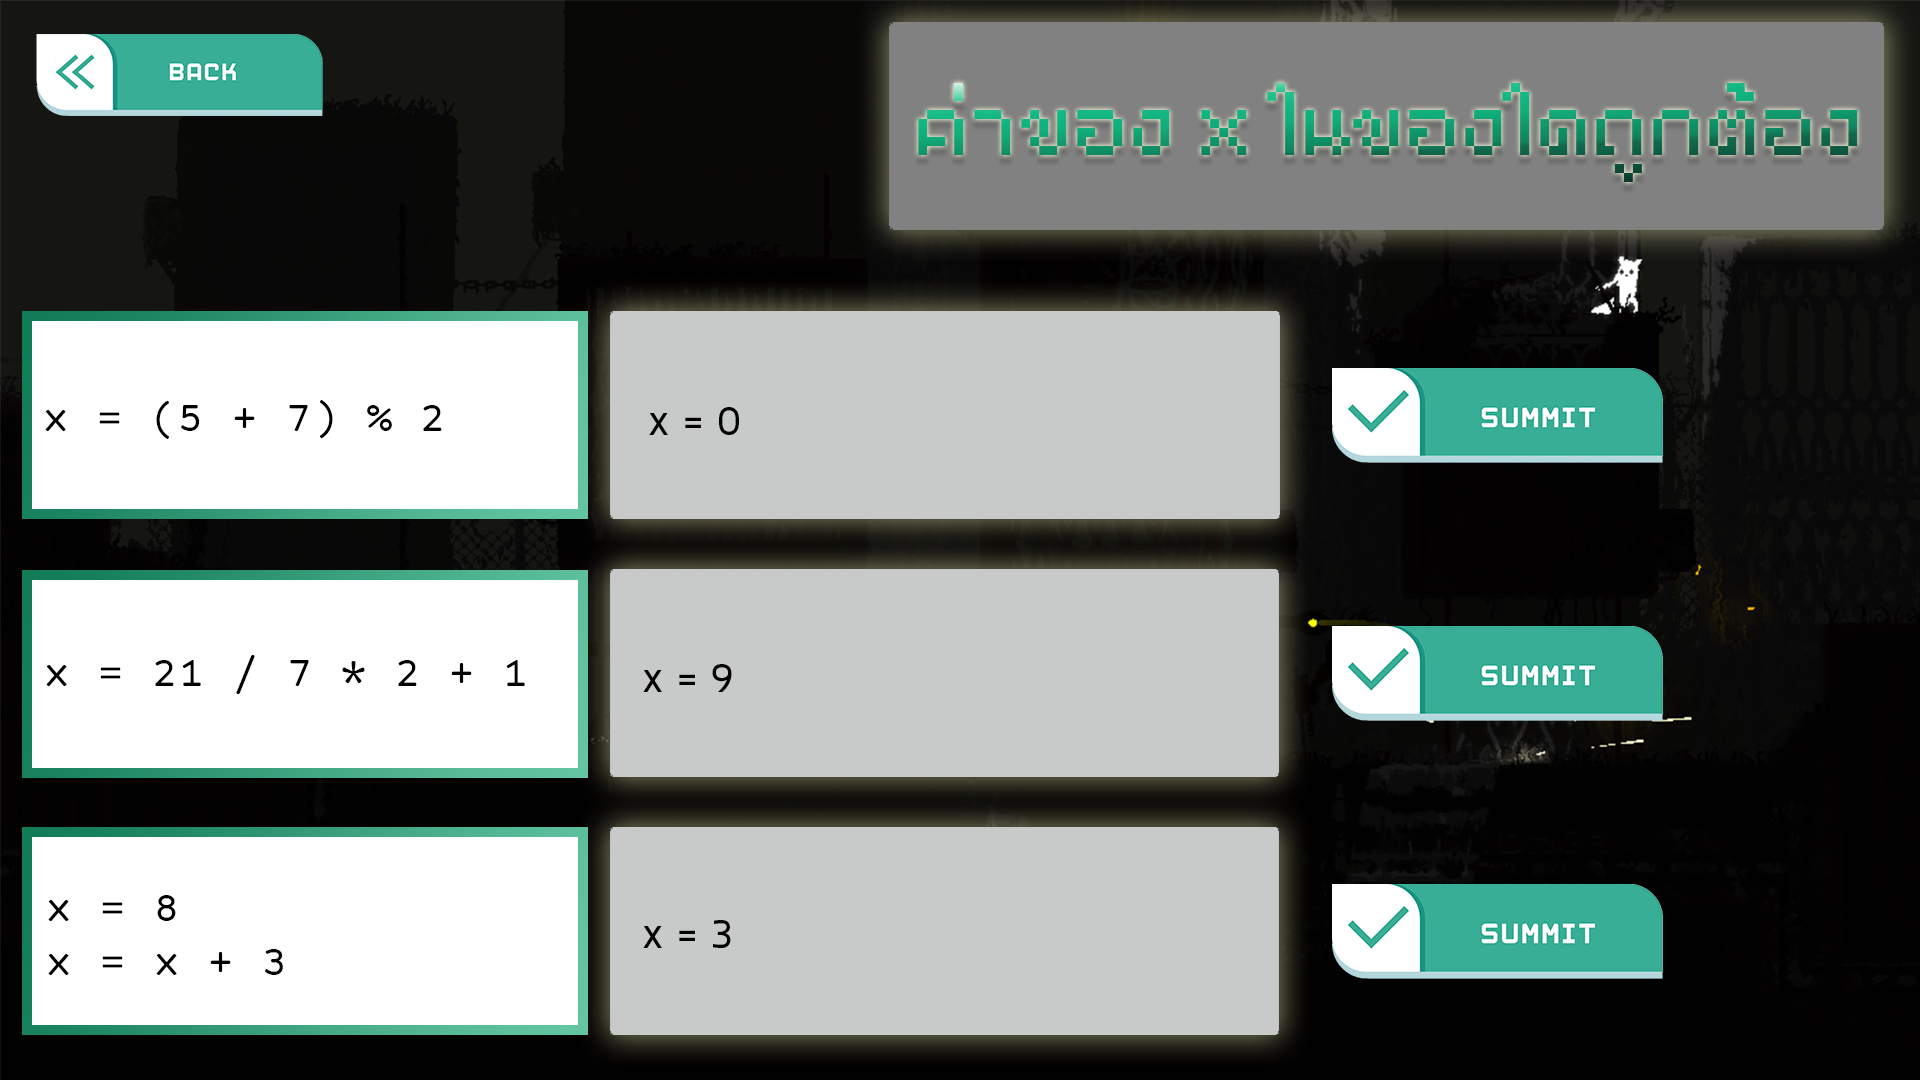 BACK
ค่าของ x ในของใดถูกต้อง
x = (5 + 7) % 2
x = 0
SUMMIT
x = 21 / 7 * 2 + 1
x = 9
SUMMIT
x = 8
x = x + 3
x = 3
SUMMIT